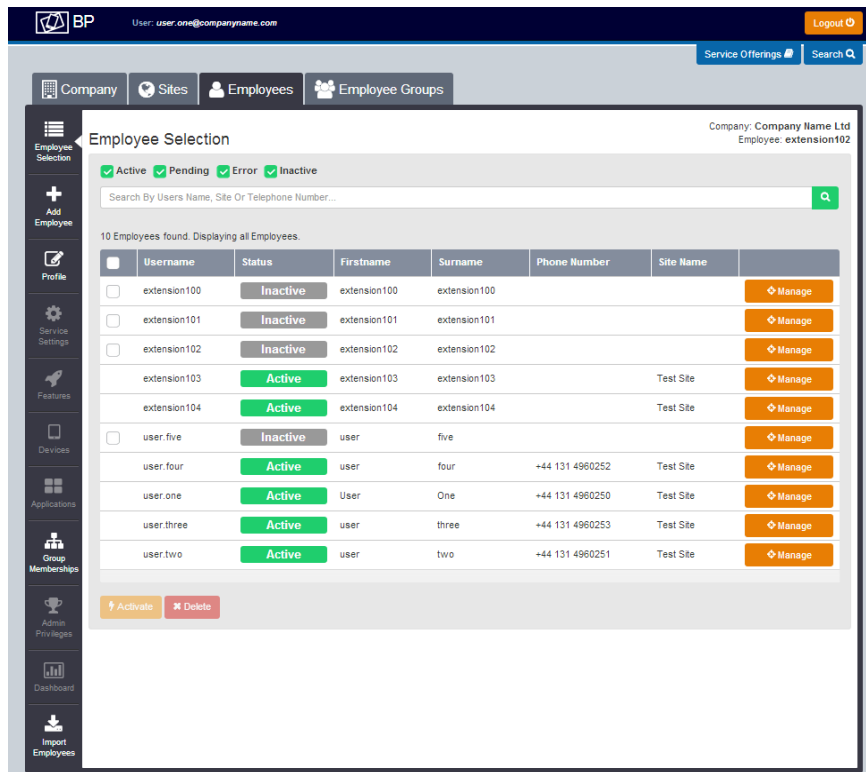 BP User: user.one@companyname.com Logout
Service Offerings Search
Company Sites Employees Employee Groups
Company: Company Name Ltd
Employee: extension102
Employee Selection
Employee
Selection
Add
Employee
Profile
Service
Settings
Features
Devices
Applications
Group
Memberships
Admin
Privileges
Dashboard
Import
Employees
Active Pending Error Inactive
Search By Users Name, Site Or Telephone Number...
10 Employees found. Displaying all Employees.
Username Status Firstname Surname Phone Number Site Name
extension100 Inactive extension100 extension100 Manage
extension101 Inactive extension101 extension101 Manage
extension102 Inactive extension102 extension102 Manage
extension103 Active extension103 extension103 Test Site Manage
extension104 Active extension104 extension104 Test Site Manage
user.five Inactive user five Manage
user.four Active user four +44 131 4960252 Test Site Manage
user.one Active User One +44 131 4960250 Test Site Manage
user.three Active user three +44 131 4960253 Test Site Manage
user.two Active user two +44 131 4960251 Test Site Manage
Activate Delete